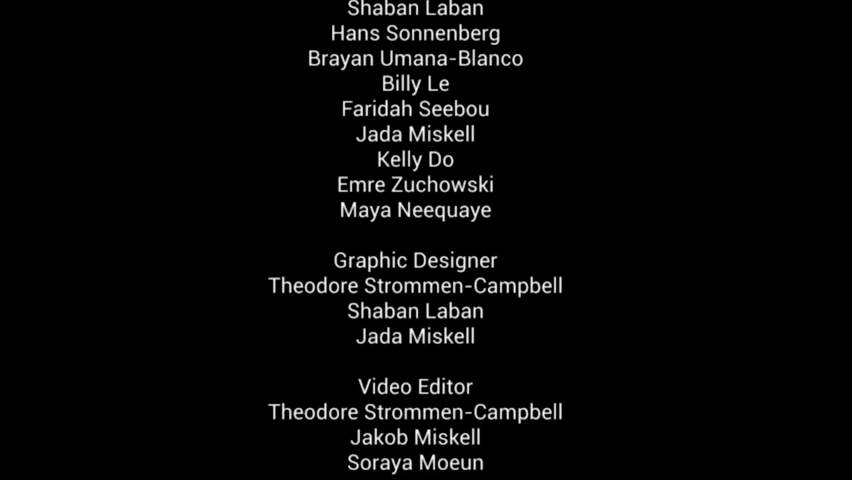 Shaban Laban
Hans Sonnenberg
Brayan Umana-Blanco
Billy Le
Faridah Seebou
Jada Miskell
Kelly Do
Emre Zuchowski
Maya Neequaye
Graphic Designer
Theodore Strommen-Campbell
Shaban Laban
Jada Miskell
Video Editor
Theodore Strommen-Campbell
Jakob Miskell
Soraya Moeun